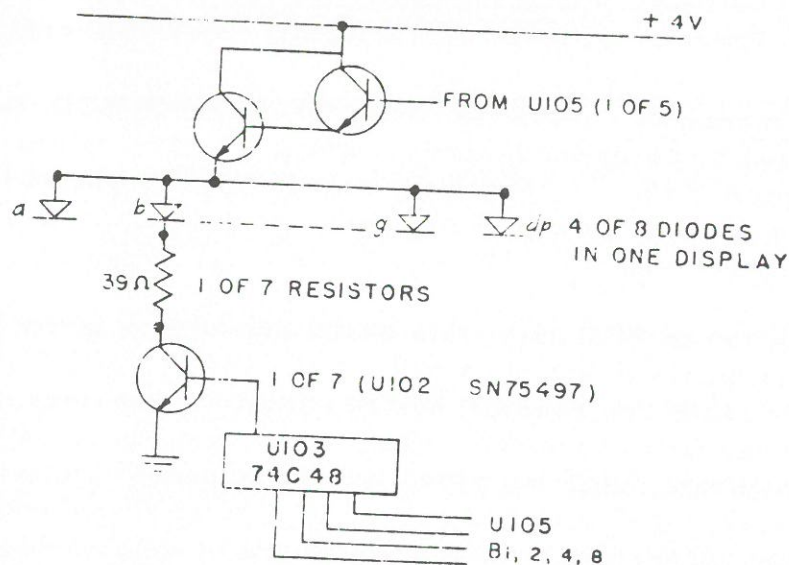 + 4V
FROM U105 (1 OF 5)
a
b
g
dp 4 OF 8 DIODES
IN ONE DISPLAY
39Ω
1 OF 7 RESISTORS
1 OF 7 (U102 SN75497)
U103
74C48
U105
B1, 2, 4, 8